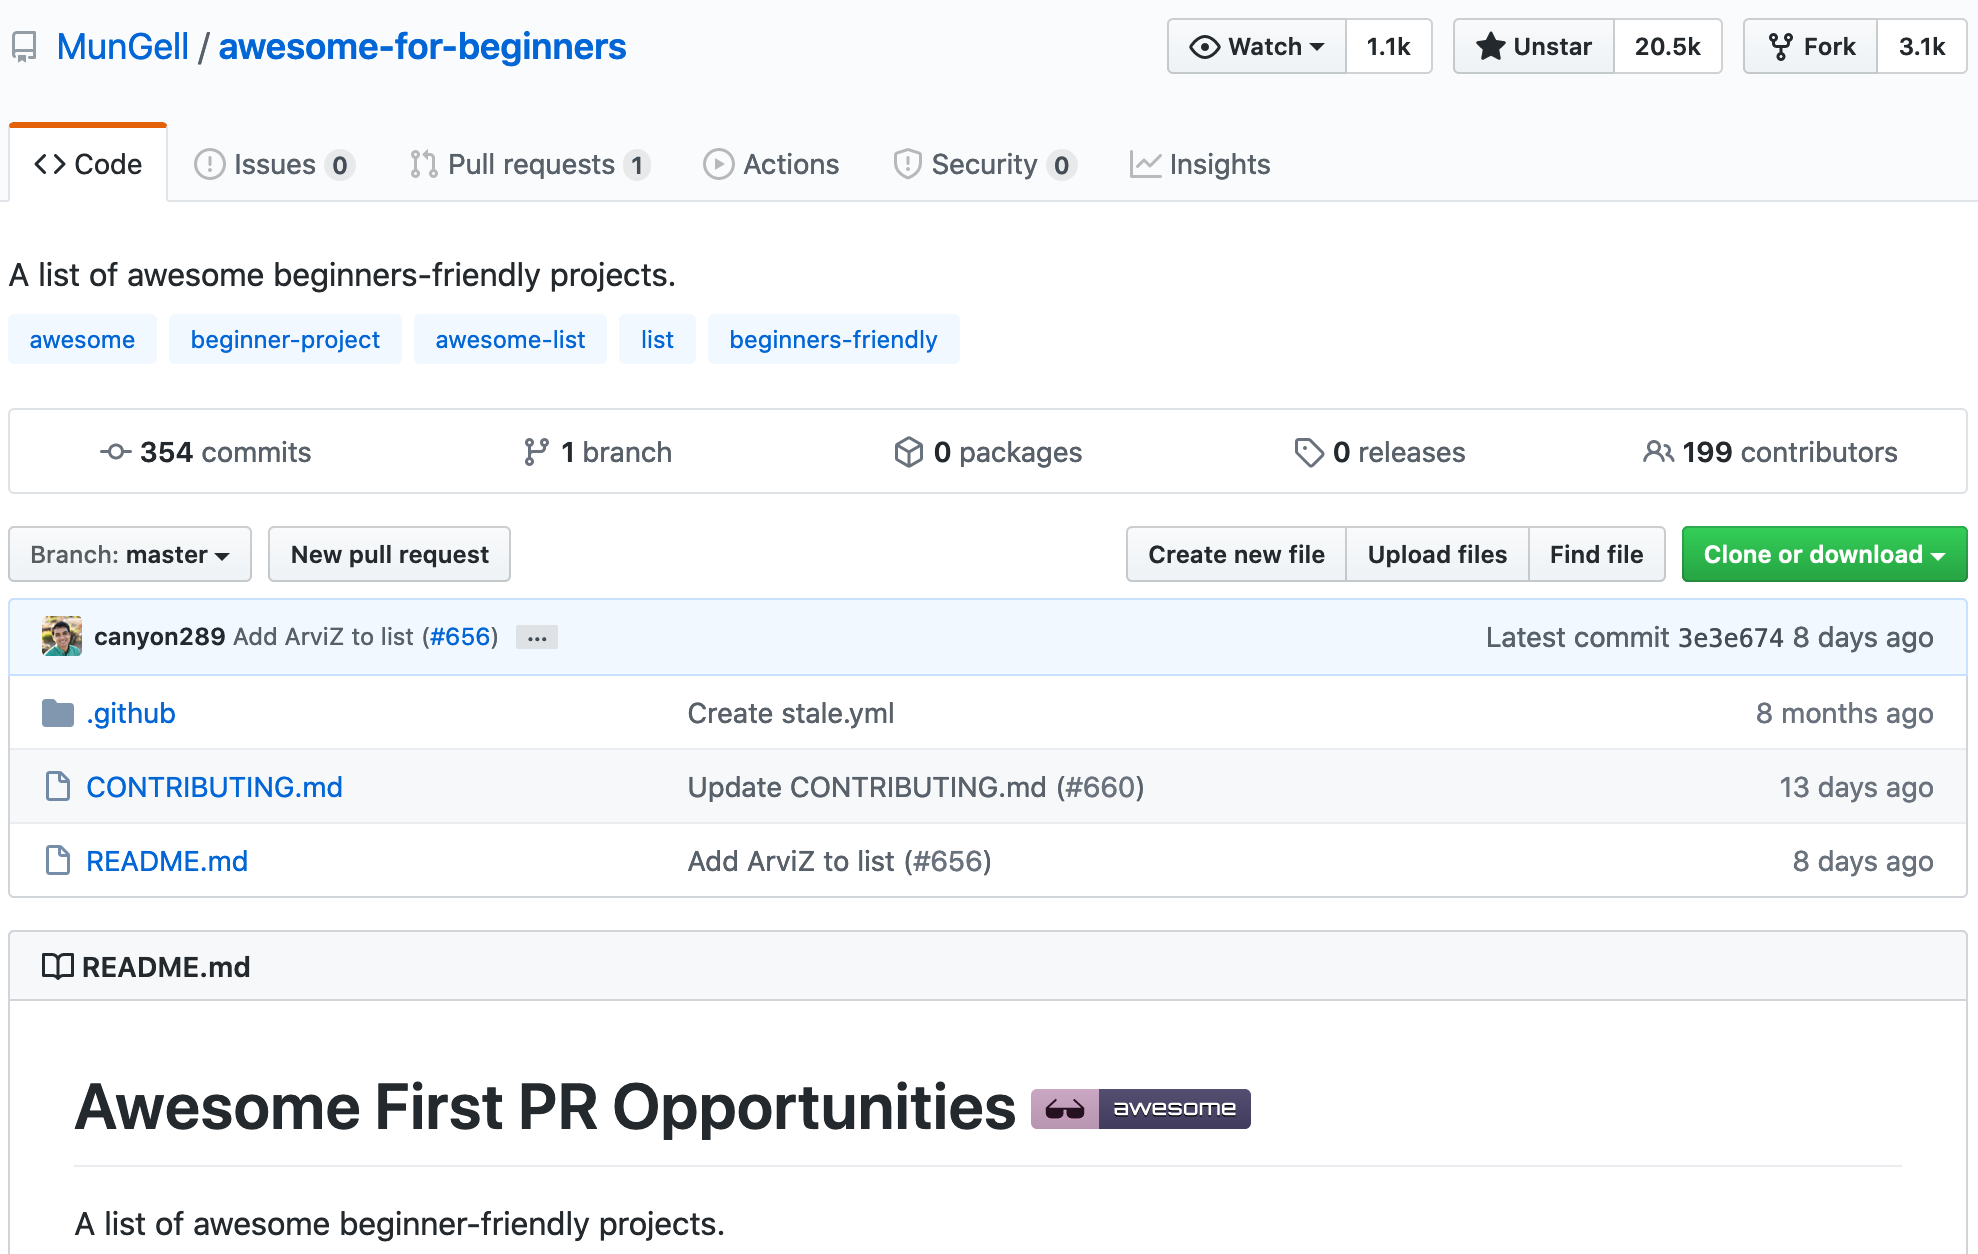 MunGell / awesome-for-beginners
Watch 1.1k Unstar 20.5k Fork 3.1k
Code Issues 0 Pull requests 1 Actions Security 0 Insights
A list of awesome beginners-friendly projects.
awesome beginner-project awesome-list list beginners-friendly
354 commits 1 branch 0 packages 0 releases 199 contributors
Branch: master New pull request Create new file Upload files Find file Clone or download
canyon289 Add ArviZ to list (#656) ... Latest commit 3e3e674 8 days ago
.github Create stale.yml 8 months ago
CONTRIBUTING.md Update CONTRIBUTING.md (#660) 13 days ago
README.md Add ArviZ to list (#656) 8 days ago
README.md
Awesome First PR Opportunities awesome
A list of awesome beginner-friendly projects.